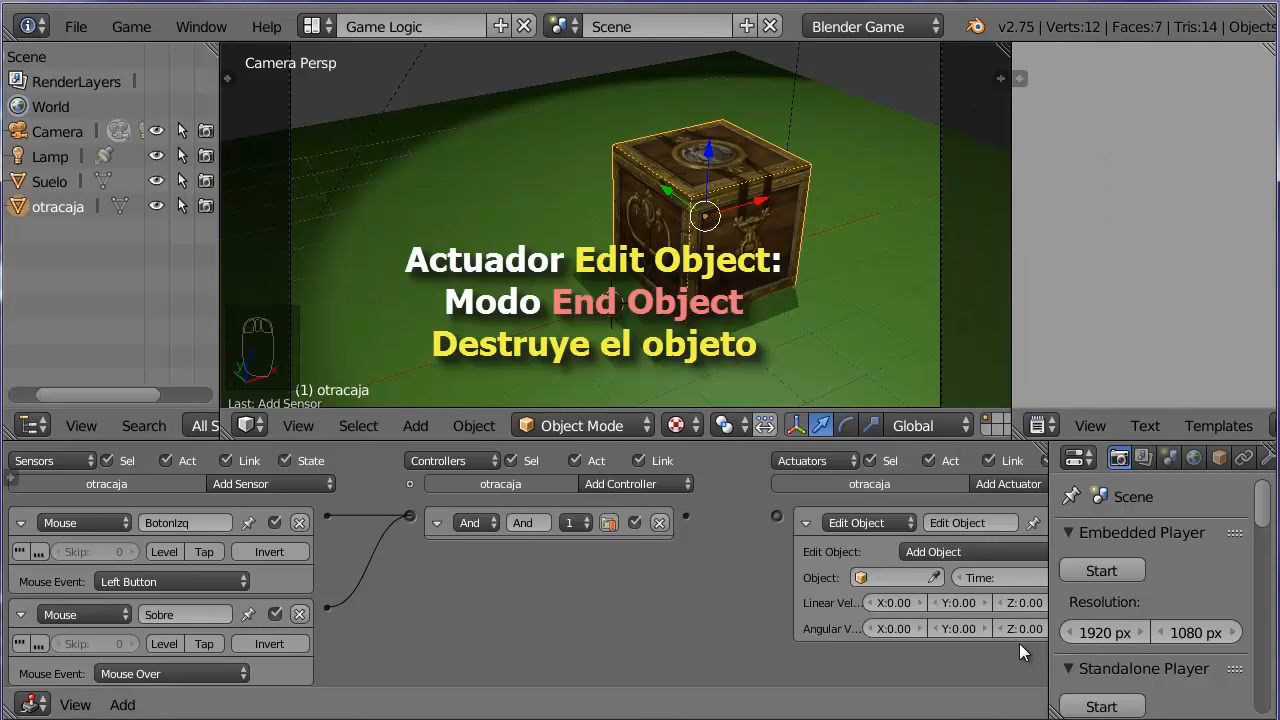 File Game Window Help Game Logic Scene Blender Game v2.75 | Verts:12 | Faces:7 | Tris:14 | Objects
Scene
RenderLayers
World
Camera
Lamp
Suelo
otracaja
Camera Persp
Actuador Edit Object:
Modo End Object
Destruye el objeto
(1) otracaja
Last: Add Sensor
View Search All S
View Select Add Object Object Mode Global
View Text Templates
Sensors Sel Act Link State
otracaja Add Sensor
Mouse BotonIzq
Skip: 0 Level Tap Invert
Mouse Event: Left Button
Mouse Sobre
Skip: 0 Level Tap Invert
Mouse Event: Mouse Over
Controllers Sel Act Link
otracaja Add Controller
And And 1
Actuators Sel Act Link
otracaja Add Actuator
Edit Object Edit Object
Edit Object: Add Object
Object: Time:
Linear Vel... X:0.00 Y:0.00 Z: 0.00
Angular V... X:0.00 Y:0.00 Z: 0.00
Scene
Embedded Player
Start
Resolution:
1920 px 1080 px
Standalone Player
Start
View Add